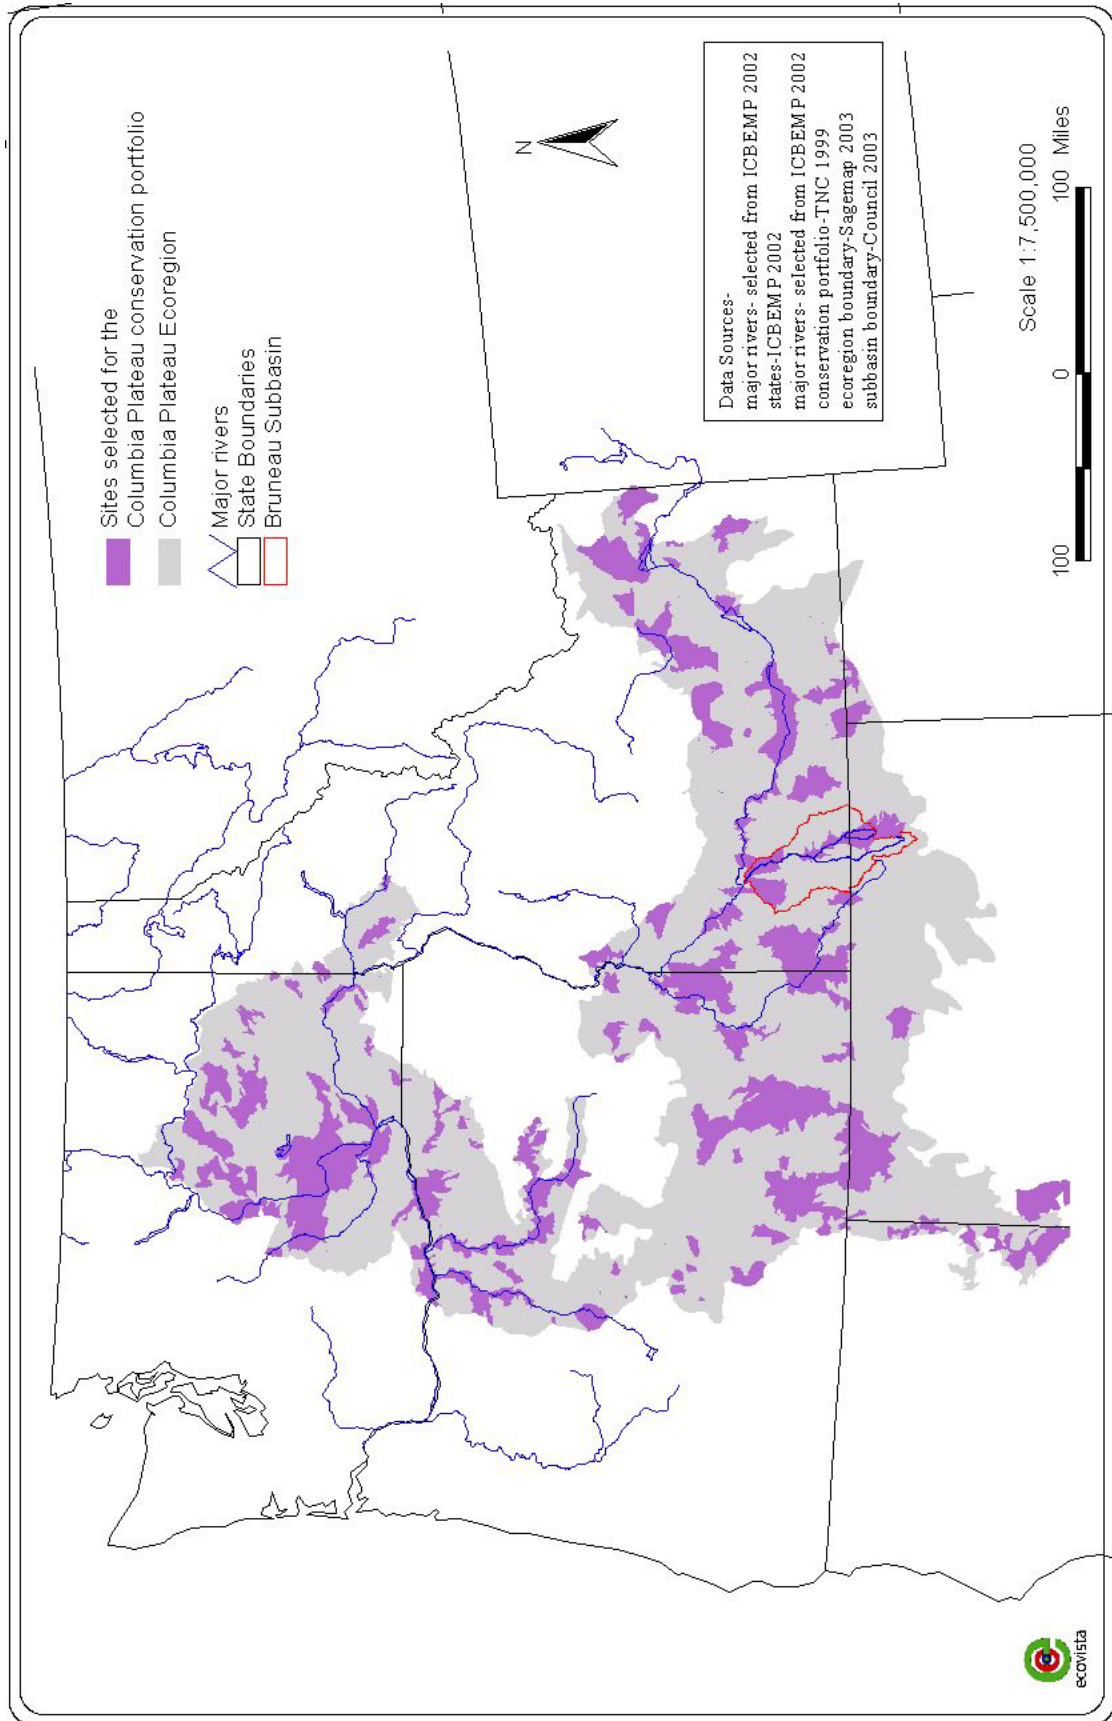 Sites selected for the
Columbia Plateau conservation portfolio
Columbia Plateau Ecoregion
Major rivers
State Boundaries
Bruneau Subbasin
N
Data Sources-
major rivers- selected from ICBEMP 2002
states-ICBEMP 2002
major rivers- selected from ICBEMP 2002
conservation portfolio-TNC 1999
ecoregion boundary-Sagemap 2003
subbasin boundary-Council 2003
Scale 1:7,500,000
100 0 100 Miles
ecovista